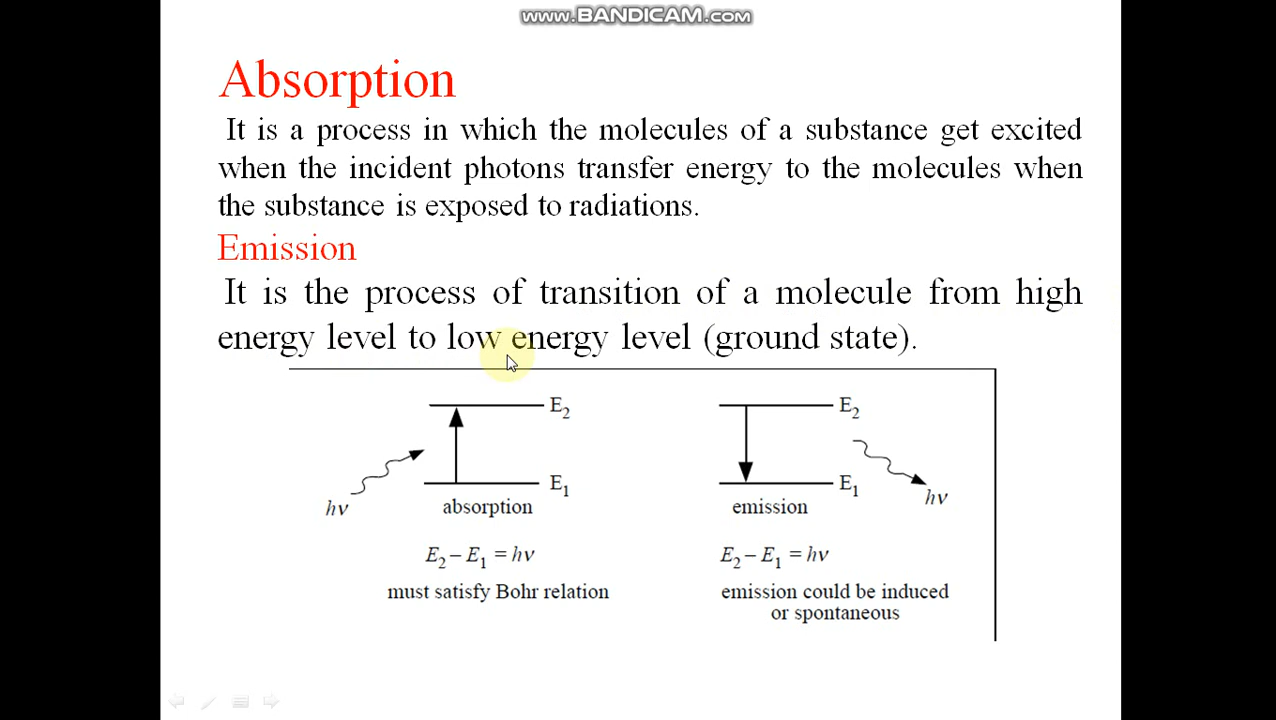 www.BANDICAM.com
Absorption
It is a process in which the molecules of a substance get excited
when the incident photons transfer energy to the molecules when
the substance is exposed to radiations.
Emission
It is the process of transition of a molecule from high
energy level to low energy level (ground state).
E₂ E₂
E₁ E₁
hν absorption emission hν
E₂ – E₁ = hν E₂ – E₁ = hν
must satisfy Bohr relation emission could be induced
or spontaneous